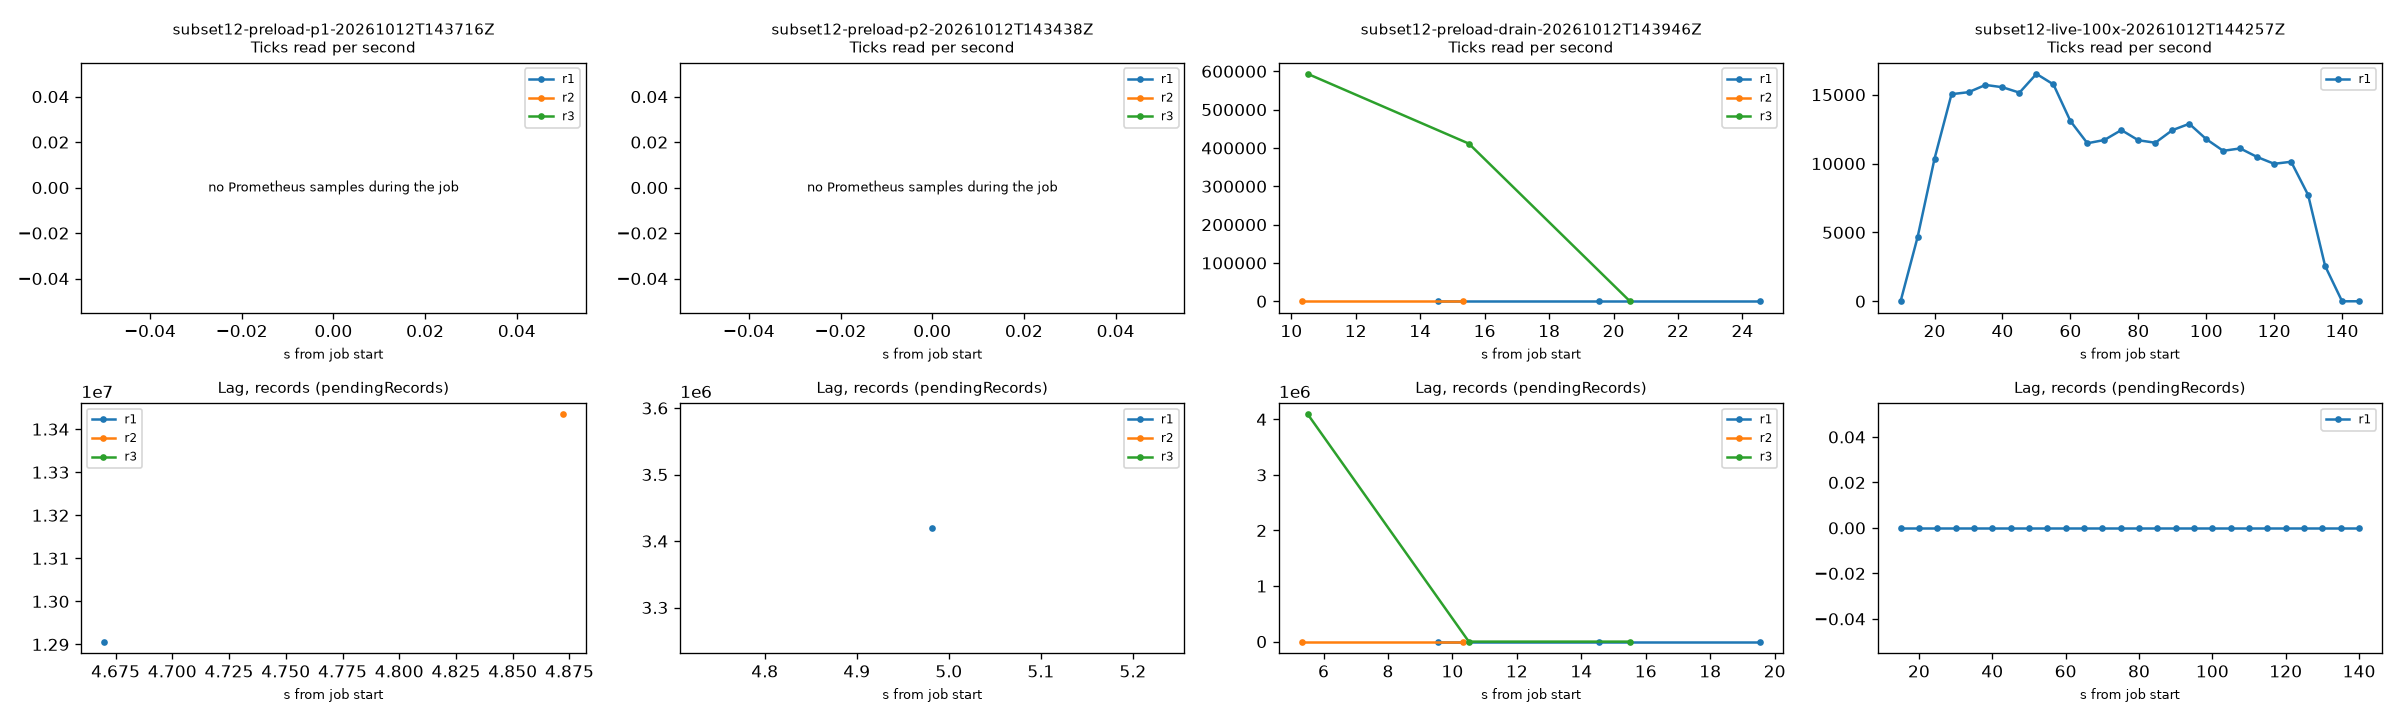 subset12-preload-p1-20261012T143716Z
Ticks read per second
0.04
0.02
0.00
−0.02
−0.04
r1
r2
r3
no Prometheus samples during the job
−0.04
−0.02
0.00
0.02
0.04
s from job start
subset12-preload-p2-20261012T143438Z
Ticks read per second
0.04
0.02
0.00
−0.02
−0.04
r1
r2
r3
no Prometheus samples during the job
−0.04
−0.02
0.00
0.02
0.04
s from job start
subset12-preload-drain-20261012T143946Z
Ticks read per second
600000
500000
400000
300000
200000
100000
0
r1
r2
r3
10
12
14
16
18
20
22
24
s from job start
subset12-live-100x-20261012T144257Z
Ticks read per second
15000
10000
5000
0
r1
20
40
60
80
100
120
140
s from job start
Lag, records (pendingRecords)
1e7
1.34
1.33
1.32
1.31
1.30
1.29
r1
r2
r3
4.675
4.700
4.725
4.750
4.775
4.800
4.825
4.850
4.875
s from job start
Lag, records (pendingRecords)
1e6
3.6
3.5
3.4
3.3
r1
r2
r3
4.8
4.9
5.0
5.1
5.2
s from job start
Lag, records (pendingRecords)
1e6
4
3
2
1
0
r1
r2
r3
6
8
10
12
14
16
18
20
s from job start
Lag, records (pendingRecords)
0.04
0.02
0.00
−0.02
−0.04
r1
20
40
60
80
100
120
140
s from job start